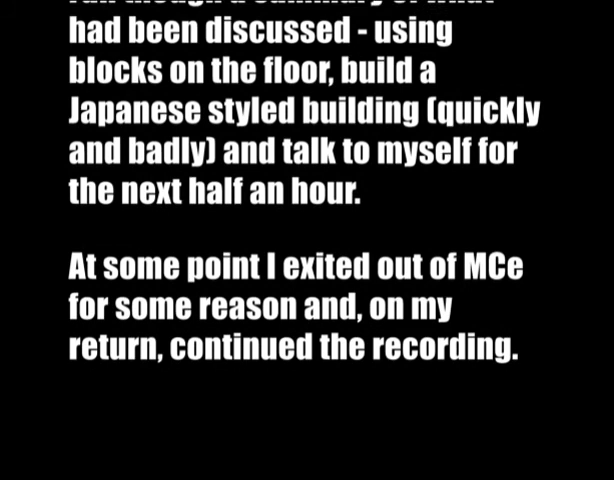 had been discussed - using
blocks on the floor, build a
Japanese styled building (quickly
and badly) and talk to myself for
the next half an hour.
At some point I exited out of MCe
for some reason and, on my
return, continued the recording.